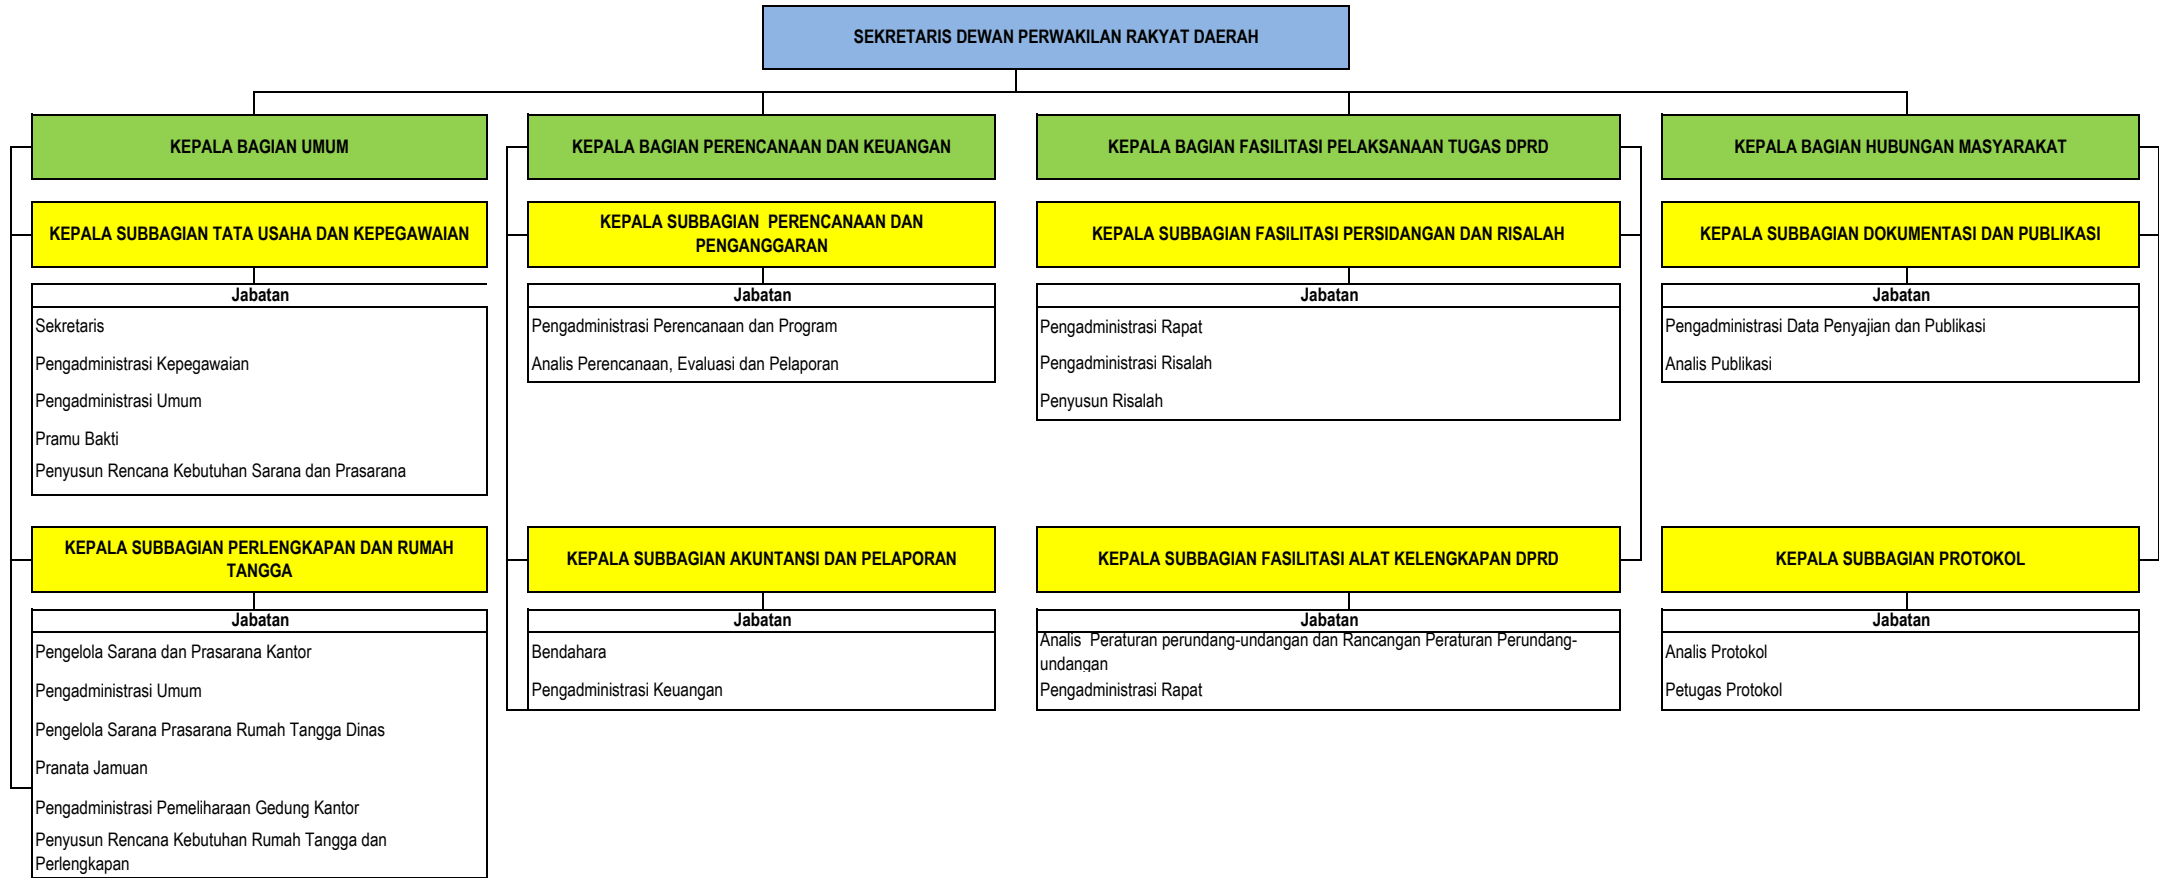 SEKRETARIS DEWAN PERWAKILAN RAKYAT DAERAH
KEPALA BAGIAN UMUM
KEPALA SUBBAGIAN TATA USAHA DAN KEPEGAWAIAN
Jabatan
Sekretaris
Pengadministrasi Kepegawaian
Pengadministrasi Umum
Pramu Bakti
Penyusun Rencana Kebutuhan Sarana dan Prasarana
KEPALA SUBBAGIAN PERLENGKAPAN DAN RUMAH
TANGGA
Jabatan
Pengelola Sarana dan Prasarana Kantor
Pengadministrasi Umum
Pengelola Sarana Prasarana Rumah Tangga Dinas
Pranata Jamuan
Pengadministrasi Pemeliharaan Gedung Kantor
Penyusun Rencana Kebutuhan Rumah Tangga dan
Perlengkapan
KEPALA BAGIAN PERENCANAAN DAN KEUANGAN
KEPALA SUBBAGIAN  PERENCANAAN DAN
PENGANGGARAN
Jabatan
Pengadministrasi Perencanaan dan Program
Analis Perencanaan, Evaluasi dan Pelaporan
KEPALA SUBBAGIAN AKUNTANSI DAN PELAPORAN
Jabatan
Bendahara
Pengadministrasi Keuangan
KEPALA BAGIAN FASILITASI PELAKSANAAN TUGAS DPRD
KEPALA SUBBAGIAN FASILITASI PERSIDANGAN DAN RISALAH
Jabatan
Pengadministrasi Rapat
Pengadministrasi Risalah
Penyusun Risalah
KEPALA SUBBAGIAN FASILITASI ALAT KELENGKAPAN DPRD
Jabatan
Analis  Peraturan perundang-undangan dan Rancangan Peraturan Perundang-
undangan
Pengadministrasi Rapat
KEPALA BAGIAN HUBUNGAN MASYARAKAT
KEPALA SUBBAGIAN DOKUMENTASI DAN PUBLIKASI
Jabatan
Pengadministrasi Data Penyajian dan Publikasi
Analis Publikasi
KEPALA SUBBAGIAN PROTOKOL
Jabatan
Analis Protokol
Petugas Protokol